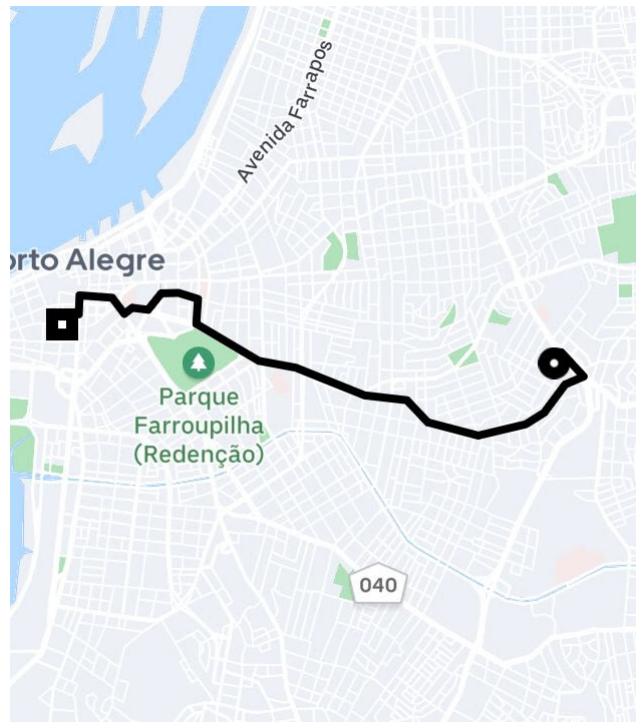 Avenida Farrapos
orto Alegre
Parque
Farroupilha
(Redenção)
040